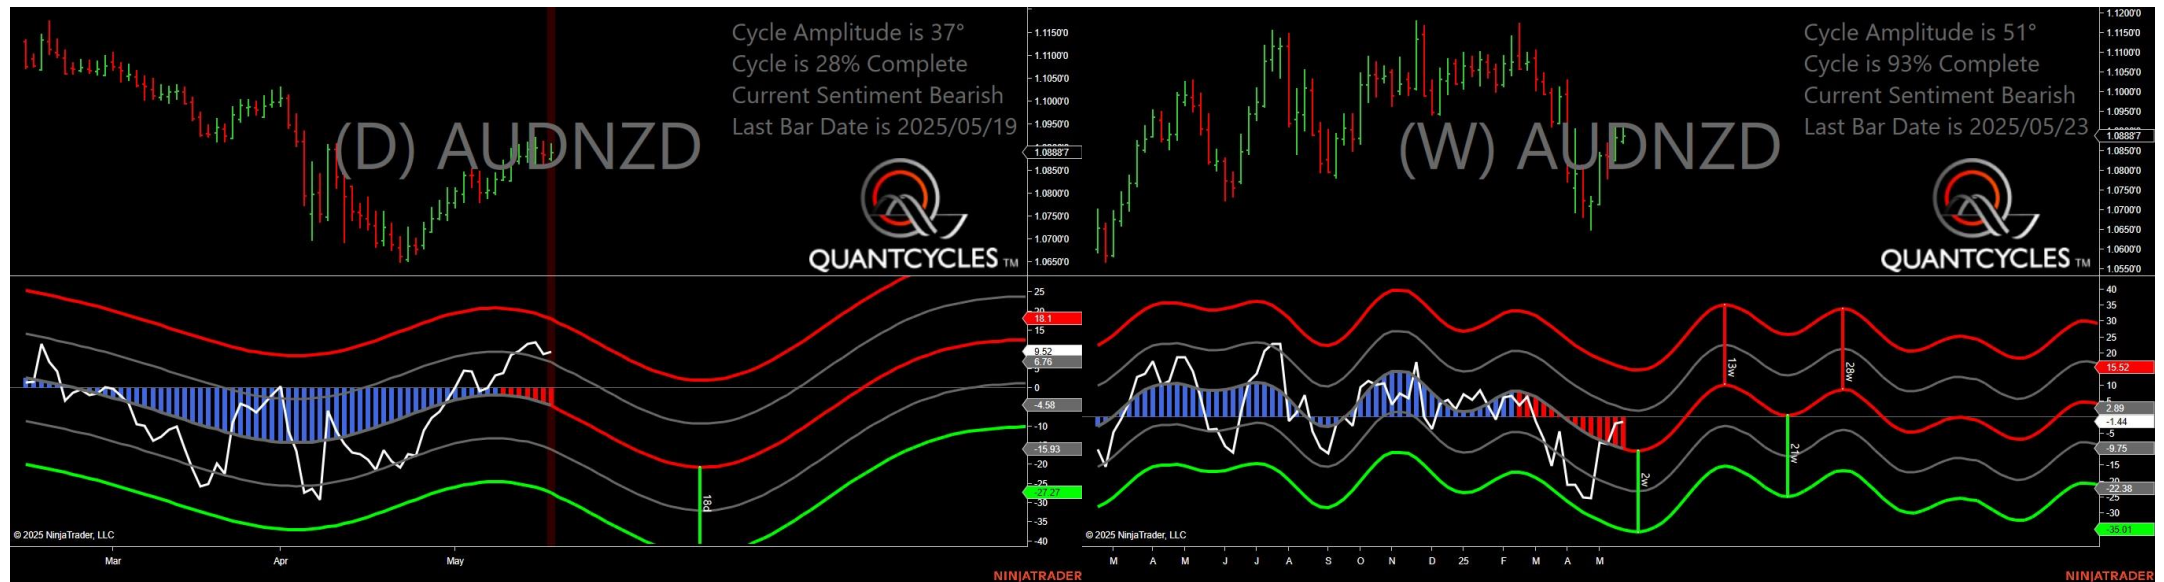 Cycle Amplitude is 37°
Cycle is 28% Complete
Current Sentiment Bearish
Last Bar Date is 2025/05/19
(D) AUDNZD
QUANTCYCLES TM
1.1150'0
1.1100'0
1.1050'0
1.1000'0
1.0950'0
1.0888'7
1.0850'0
1.0800'0
1.0750'0
1.0700'0
1.0650'0
25
18.1
15
9.52
6.76
0
-4.58
-10
-15.93
-20
-27.27
-30
-35
-40
18d
© 2025 NinjaTrader, LLC
Mar Apr May
NINJATRADER
Cycle Amplitude is 51°
Cycle is 93% Complete
Current Sentiment Bearish
Last Bar Date is 2025/05/23
(W) AUDNZD
QUANTCYCLES TM
1.1200'0
1.1150'0
1.1100'0
1.1050'0
1.1000'0
1.0950'0
1.0888'7
1.0850'0
1.0800'0
1.0750'0
1.0700'0
1.0650'0
1.0600'0
1.0550'0
40
35
30
25
20
15.52
10
2.89
-1.44
-5
-9.75
-15
-22.38
-25
-30
-35.01
13w
28w
2w
21w
© 2025 NinjaTrader, LLC
M A M J J A S O N D 25 F M A M
NINJATRADER